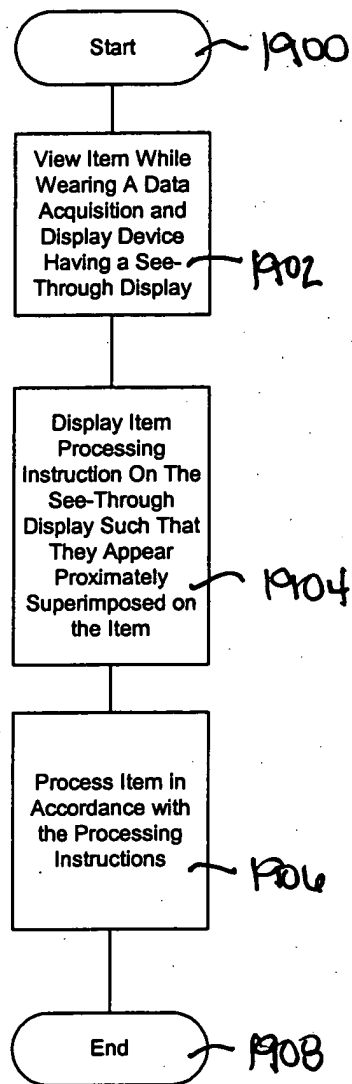 Start
1900
View Item While
Wearing A Data
Acquisition and
Display Device
Having a See-
Through Display
1902
Display Item
Processing
Instruction On The
See-Through
Display Such That
They Appear
Proximately
Superimposed on
the Item
1904
Process Item in
Accordance with
the Processing
Instructions
1906
End
1908